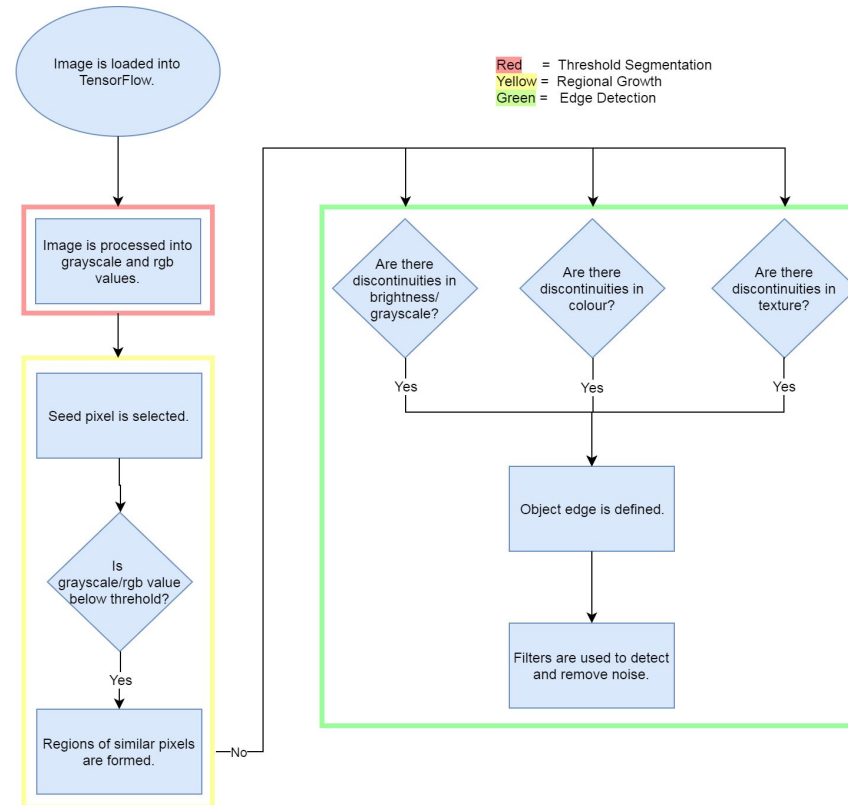 Image is loaded into
TensorFlow.
Red = Threshold Segmentation
Yellow = Regional Growth
Green = Edge Detection
Image is processed into
grayscale and rgb
values.
Seed pixel is selected.
Is
grayscale/rgb value
below threhold?
Yes
Regions of similar pixels
are formed.
No
Are there
discontinuities in
brightness/
grayscale?
Yes
Are there
discontinuities in
colour?
Yes
Are there
discontinuities in
texture?
Yes
Object edge is defined.
Filters are used to detect
and remove noise.